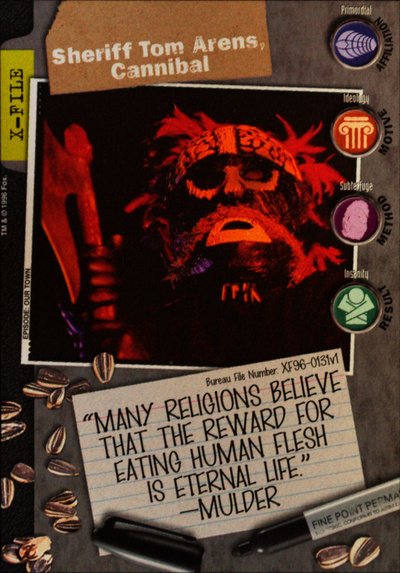 Sheriff Tom Arens,
Cannibal
X-FILE
TM & © 1996 Fox.
Primordial
AFFILIATION
Ideology
MOTIVE
Subterfuge
METHOD
Insanity
RESULT
EPISODE: OUR TOWN
Bureau File Number: XF96-0131v1
"MANY RELIGIONS BELIEVE
THAT THE REWARD FOR
EATING HUMAN FLESH
IS ETERNAL LIFE."
—MULDER
FINE POINT PERMA